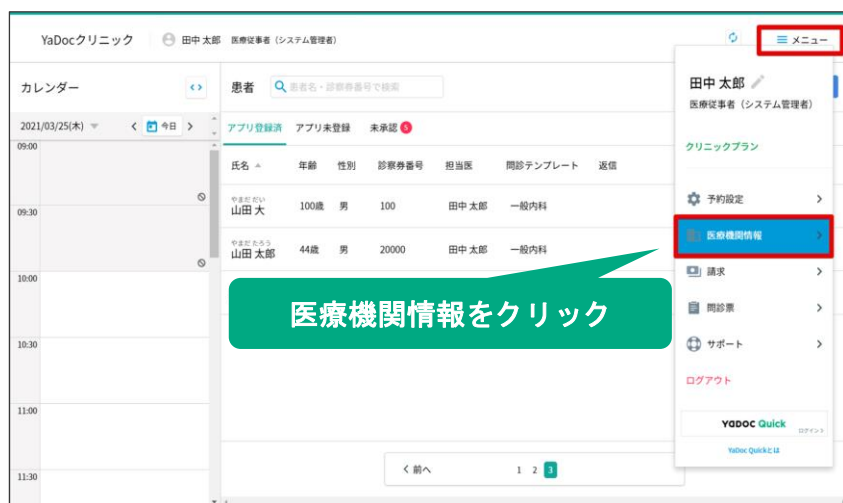 YaDocクリニック 田中 太郎 医療従事者（システム管理者） メニュー
カレンダー
患者 患者名・診察券番号で検索
2021/03/25(木) 今日
アプリ登録済 アプリ未登録 未承認 5
氏名 年齢 性別 診察券番号 担当医 問診テンプレート 返信
やまだ だい
山田 大 100歳 男 100 田中 太郎 一般内科
やまだ たろう
山田 太郎 44歳 男 20000 田中 太郎 一般内科
09:00
09:30
10:00
10:30
11:00
11:30
医療機関情報をクリック
前へ 1 2 3
田中 太郎
医療従事者（システム管理者）
クリニックプラン
予約設定
医療機関情報
請求
問診票
サポート
ログアウト
YaDOC Quick ログイン
YaDoc Quickとは